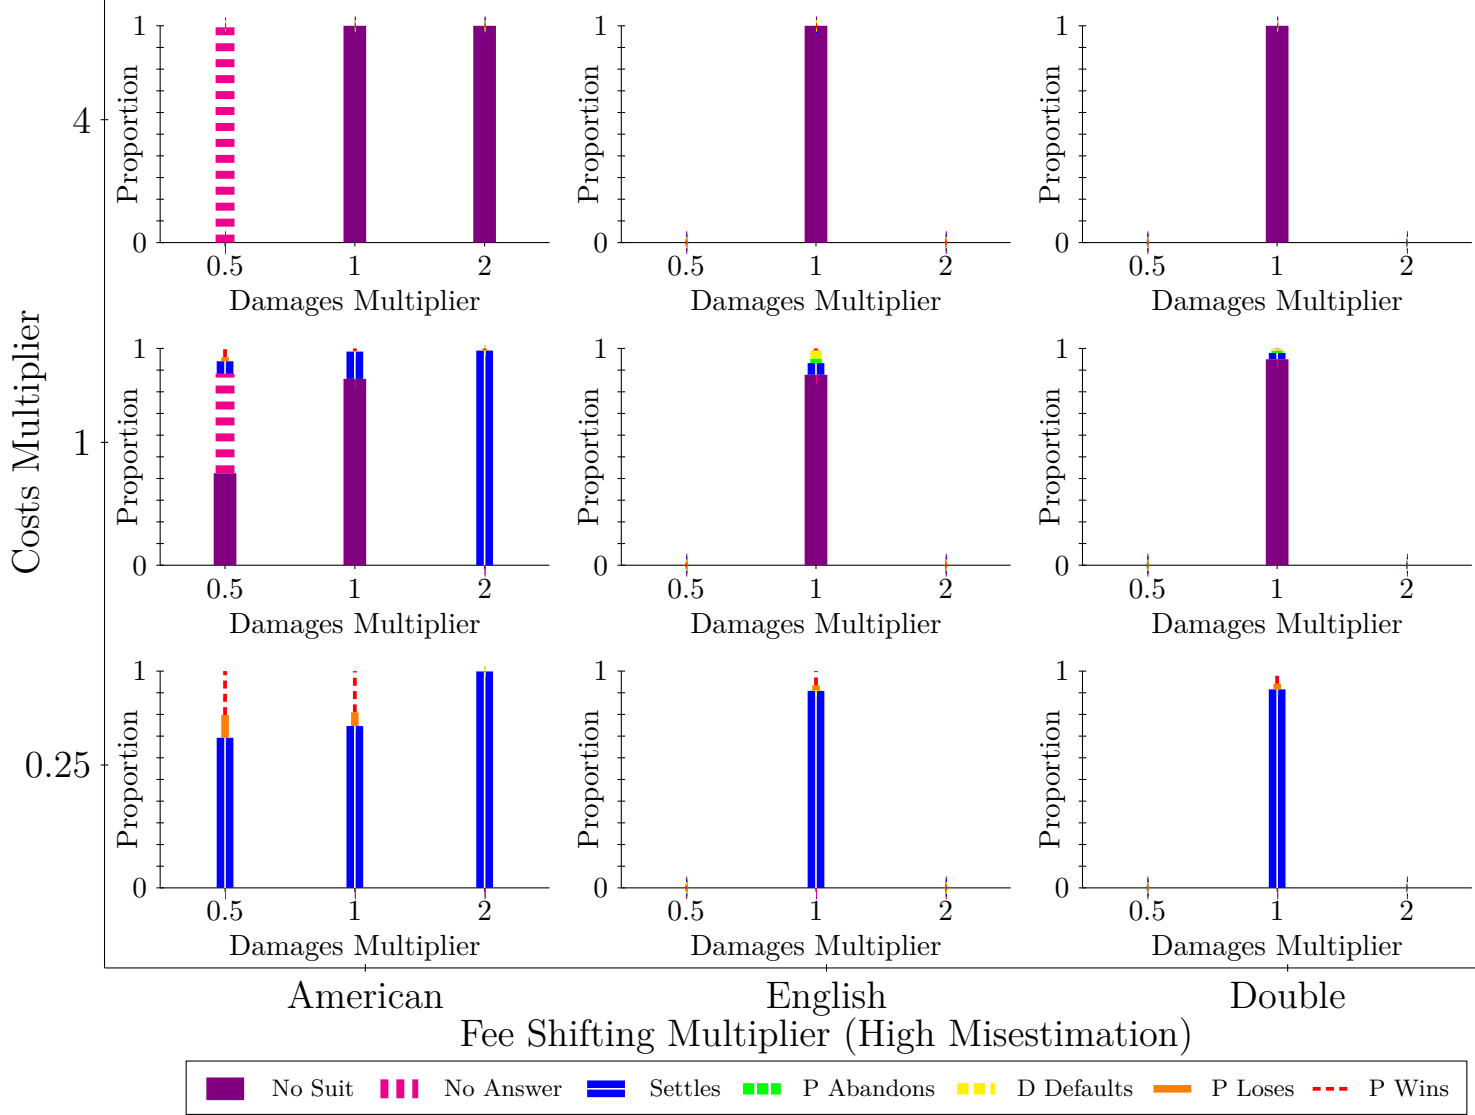 1 1 1
Proportion Proportion Proportion
4
0 0 0
0.5 1 2 0.5 1 2 0.5 1 2
Damages Multiplier Damages Multiplier Damages Multiplier
1 1 1
Proportion Proportion Proportion
Costs Multiplier
1
0 0 0
0.5 1 2 0.5 1 2 0.5 1 2
Damages Multiplier Damages Multiplier Damages Multiplier
1 1 1
Proportion Proportion Proportion
0.25
0 0 0
0.5 1 2 0.5 1 2 0.5 1 2
Damages Multiplier Damages Multiplier Damages Multiplier
American English Double
Fee Shifting Multiplier (High Misestimation)
No Suit No Answer Settles P Abandons D Defaults P Loses P Wins